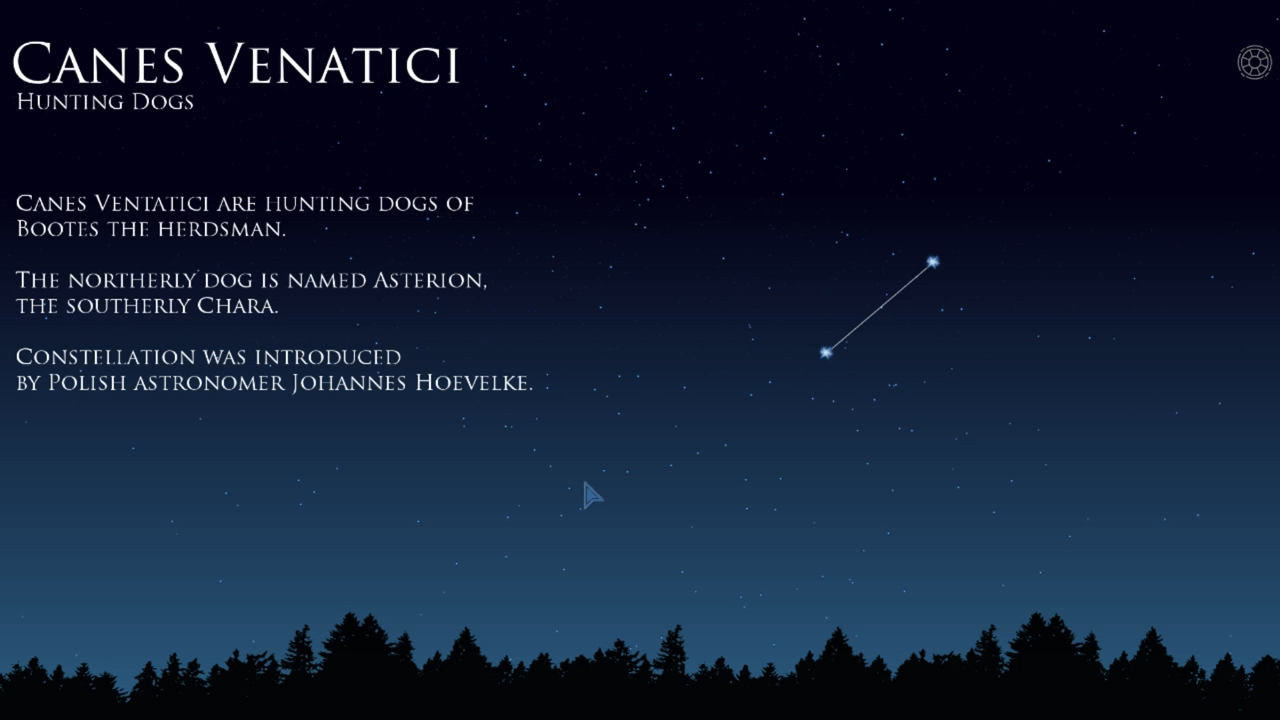 Canes Venatici
Hunting Dogs
Canes Ventatici are hunting dogs of
Bootes the herdsman.
The northerly dog is named Asterion,
the southerly Chara.
Constellation was introduced
by Polish astronomer Johannes Hoevelke.